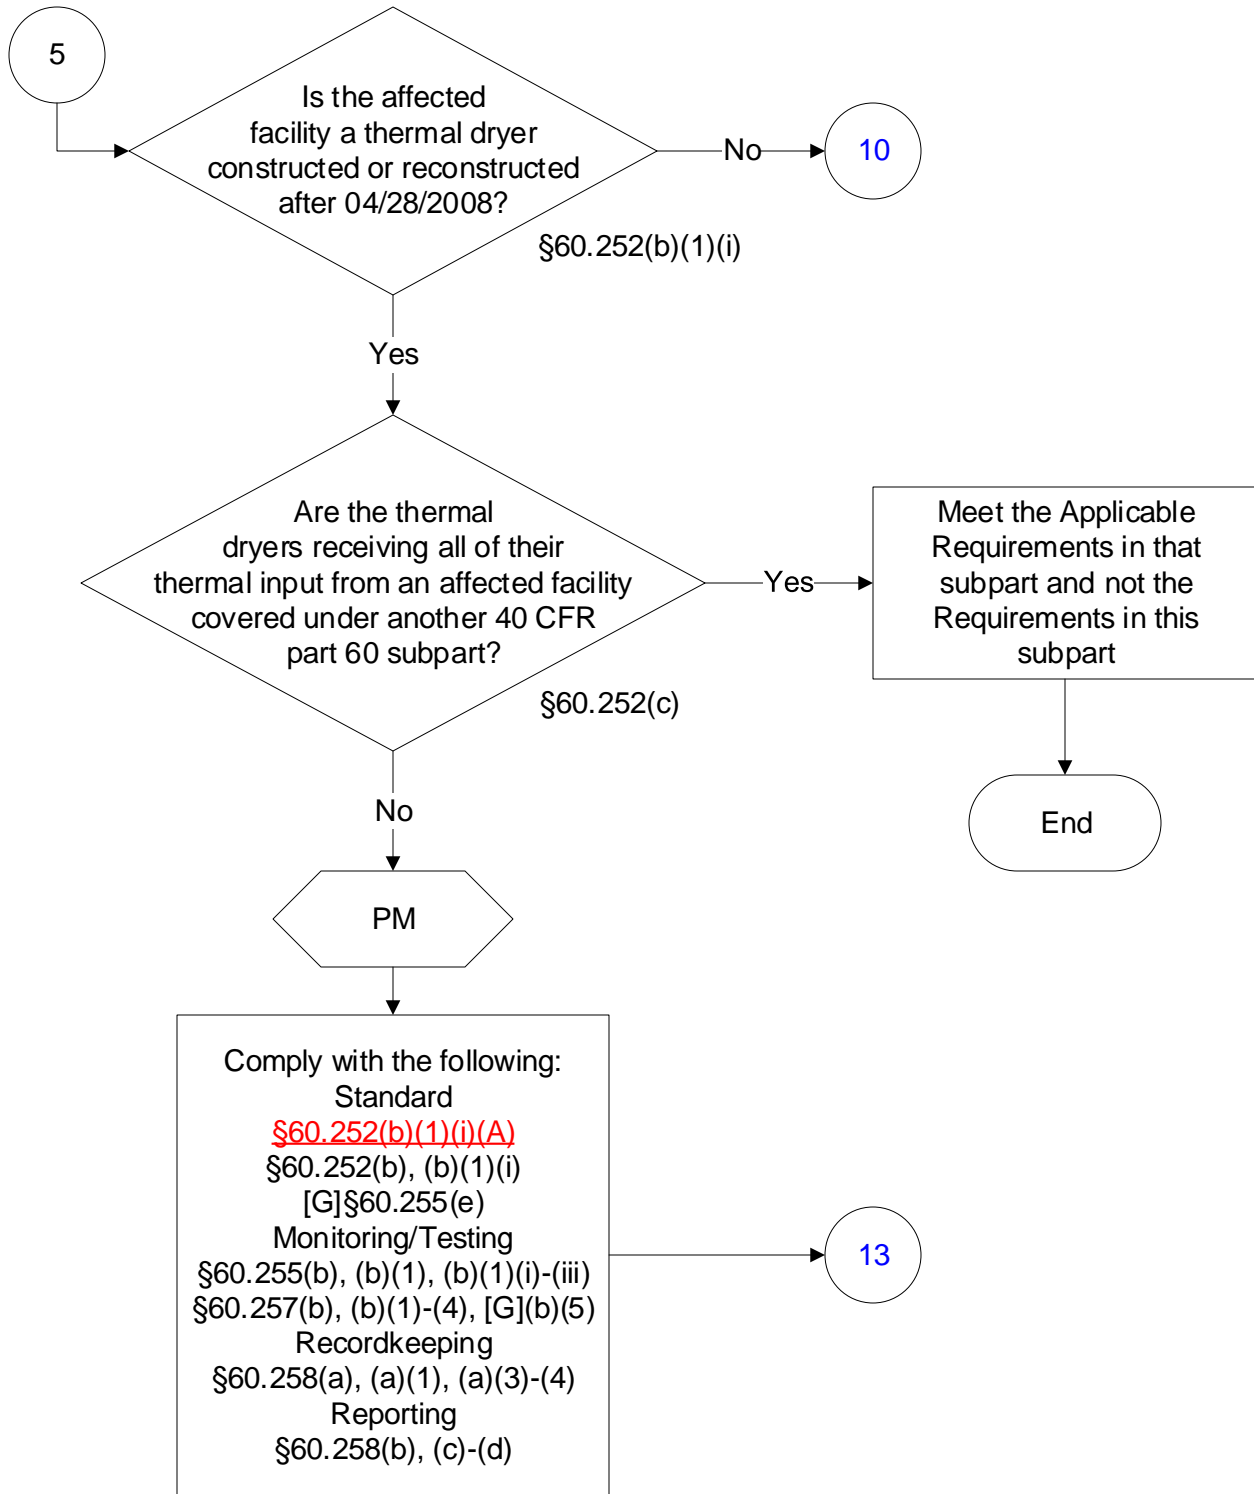 5
Is the affected
facility a thermal dryer
constructed or reconstructed
after 04/28/2008?
No
10
§60.252(b)(1)(i)
Yes
Are the thermal
dryers receiving all of their
thermal input from an affected facility
covered under another 40 CFR
part 60 subpart?
Yes
Meet the Applicable
Requirements in that
subpart and not the
Requirements in this
subpart
§60.252(c)
No
End
PM
Comply with the following:
Standard
§60.252(b)(1)(i)(A)
§60.252(b), (b)(1)(i)
[G]§60.255(e)
Monitoring/Testing
§60.255(b), (b)(1), (b)(1)(i)-(iii)
§60.257(b), (b)(1)-(4), [G](b)(5)
Recordkeeping
§60.258(a), (a)(1), (a)(3)-(4)
Reporting
§60.258(b), (c)-(d)
13